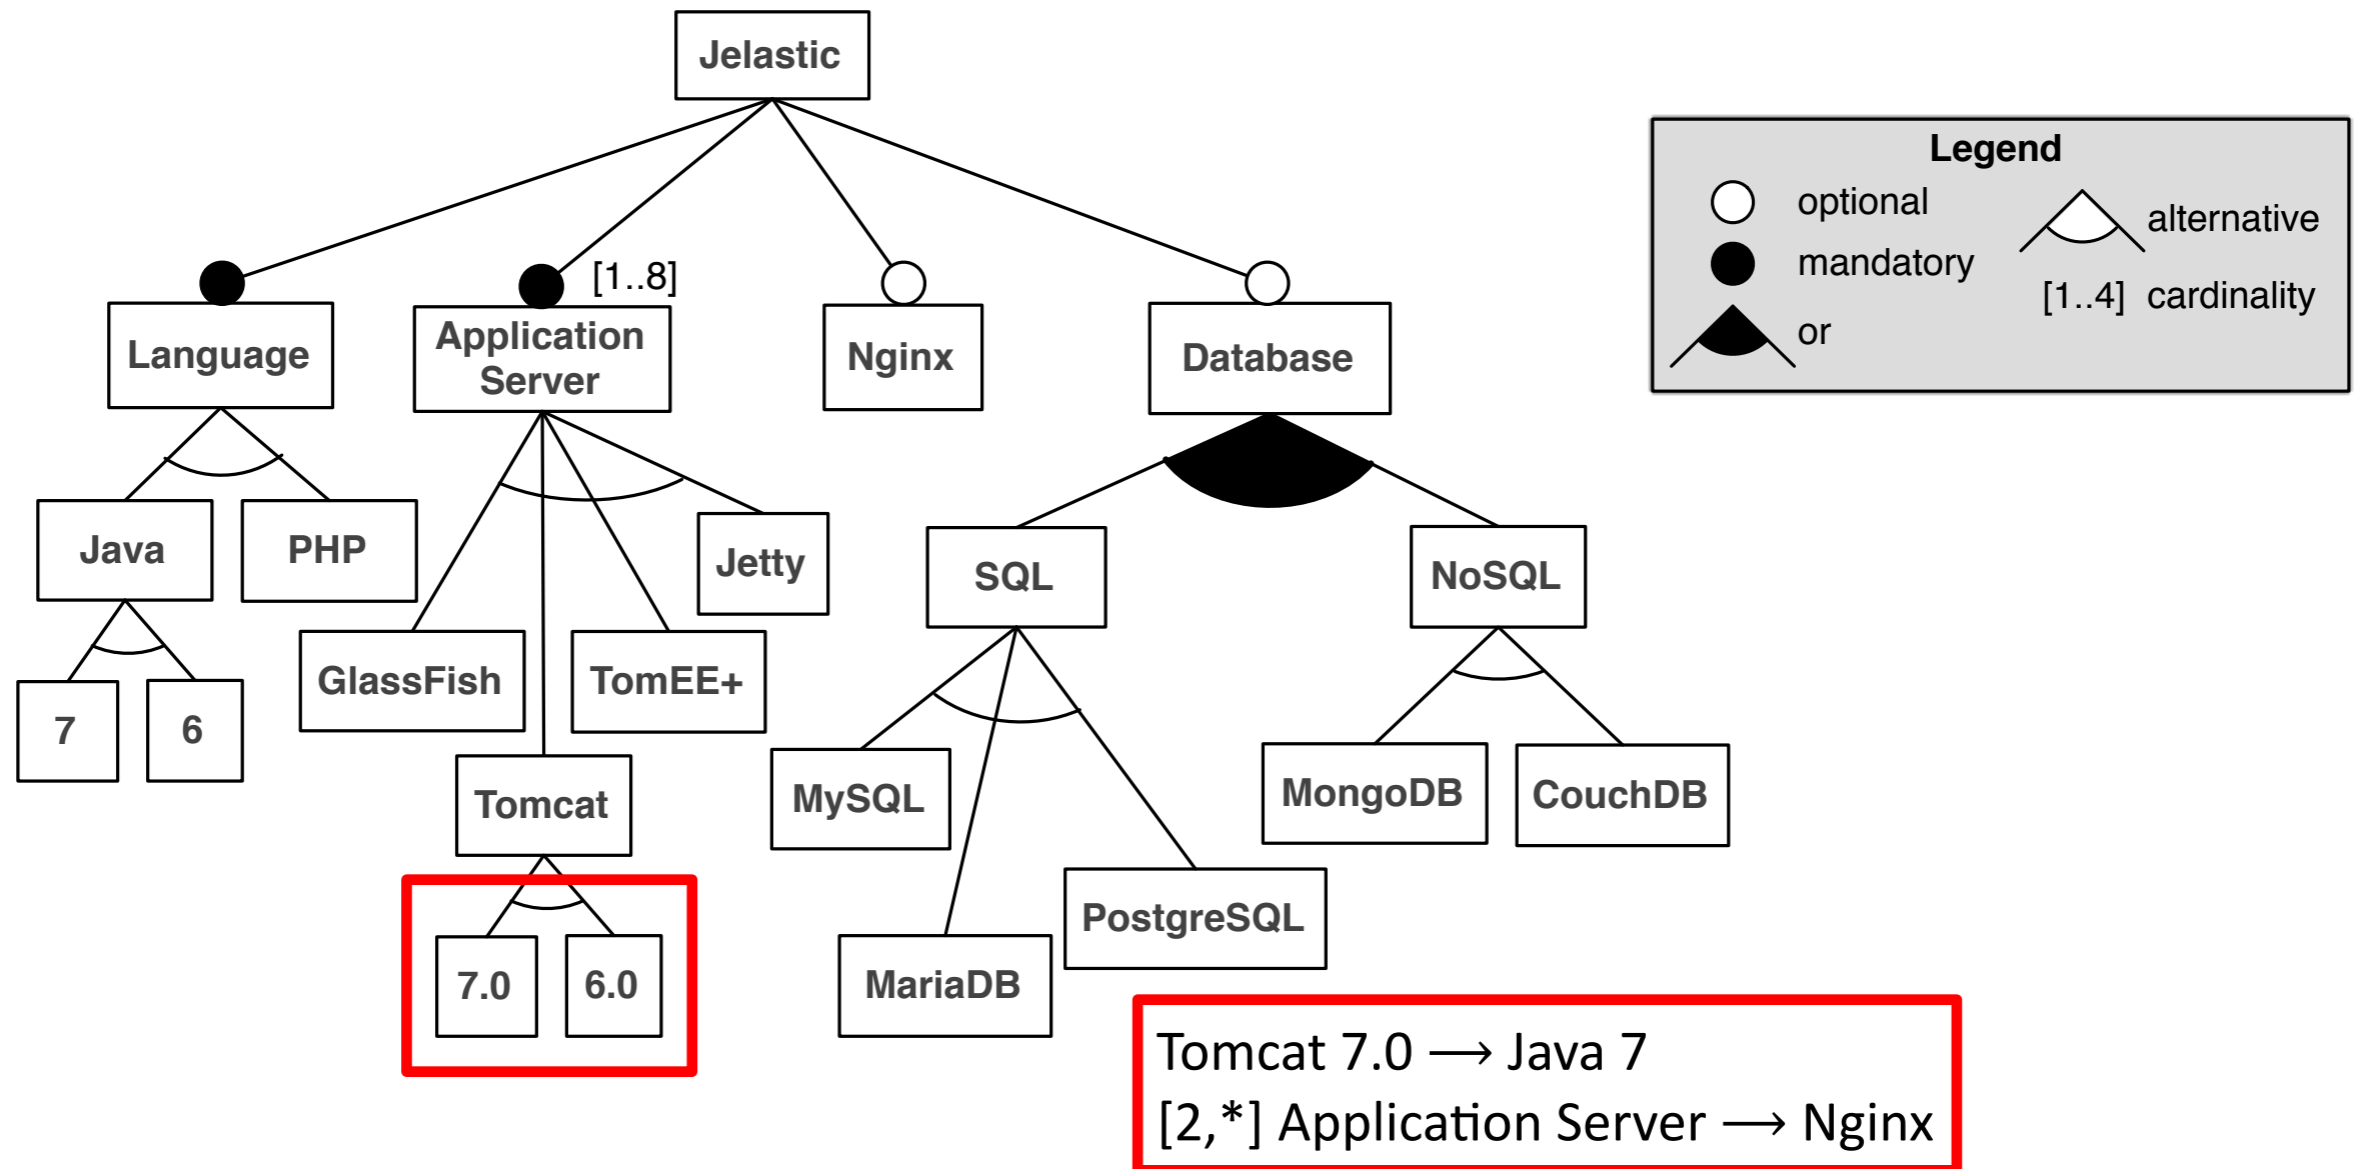 Jelastic
Legend
optional
alternative
mandatory
[1..4] cardinality
or
[1..8]
Language
Application
Server
Nginx
Database
Java
PHP
Jetty
SQL
NoSQL
7
6
GlassFish
TomEE+
Tomcat
MySQL
MongoDB
CouchDB
7.0
6.0
MariaDB
PostgreSQL
Tomcat 7.0 ⟶ Java 7
[2,*] Application Server ⟶ Nginx